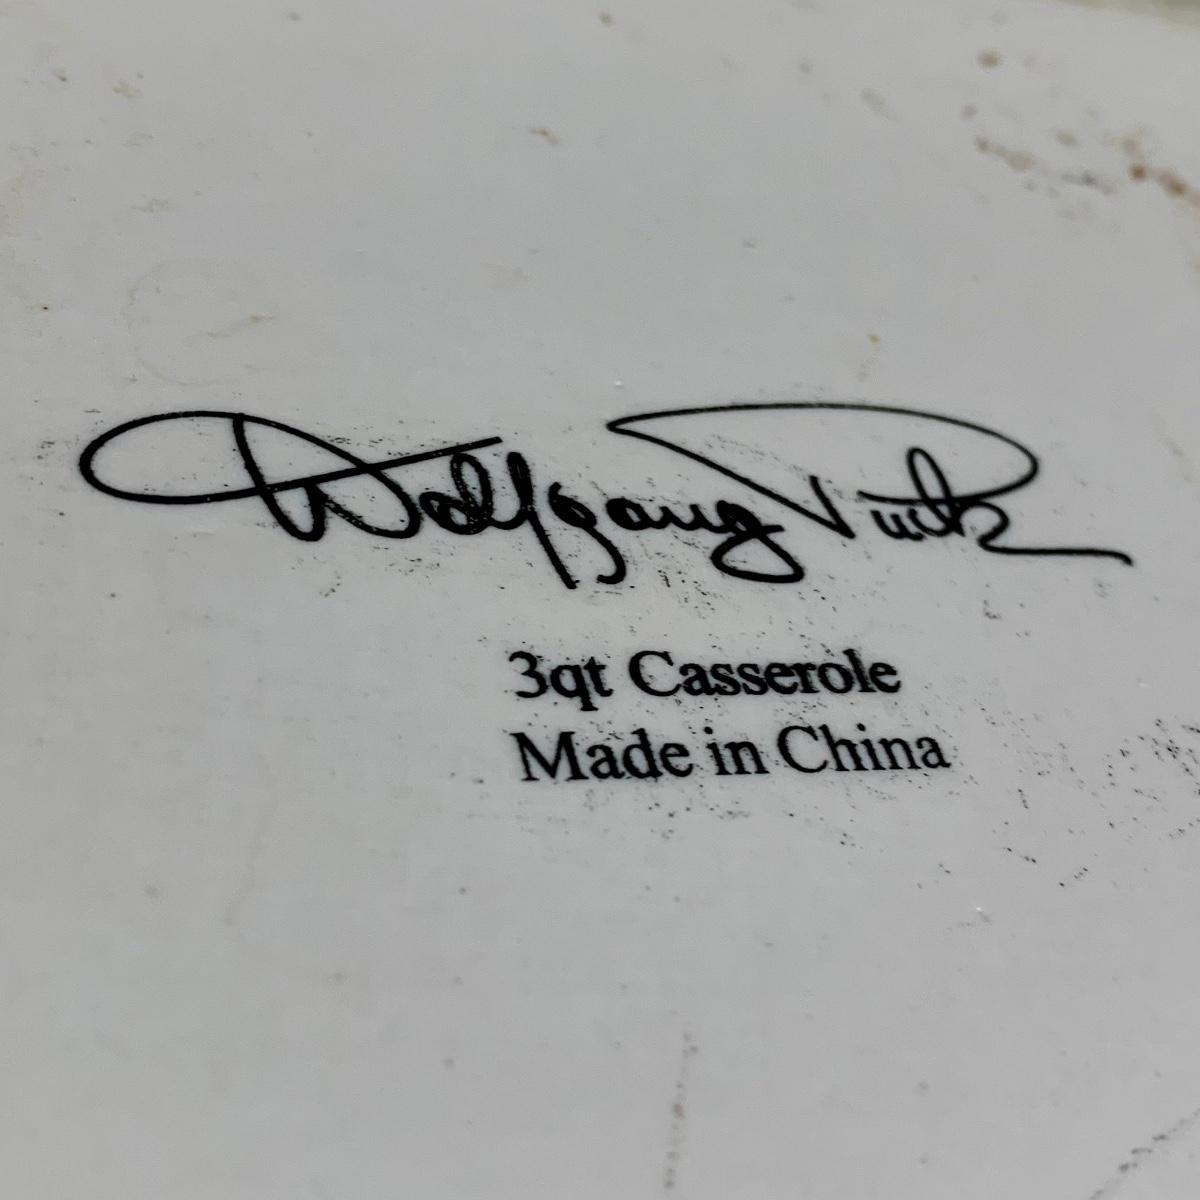 Wolfgang Puck
3qt Casserole
Made in China